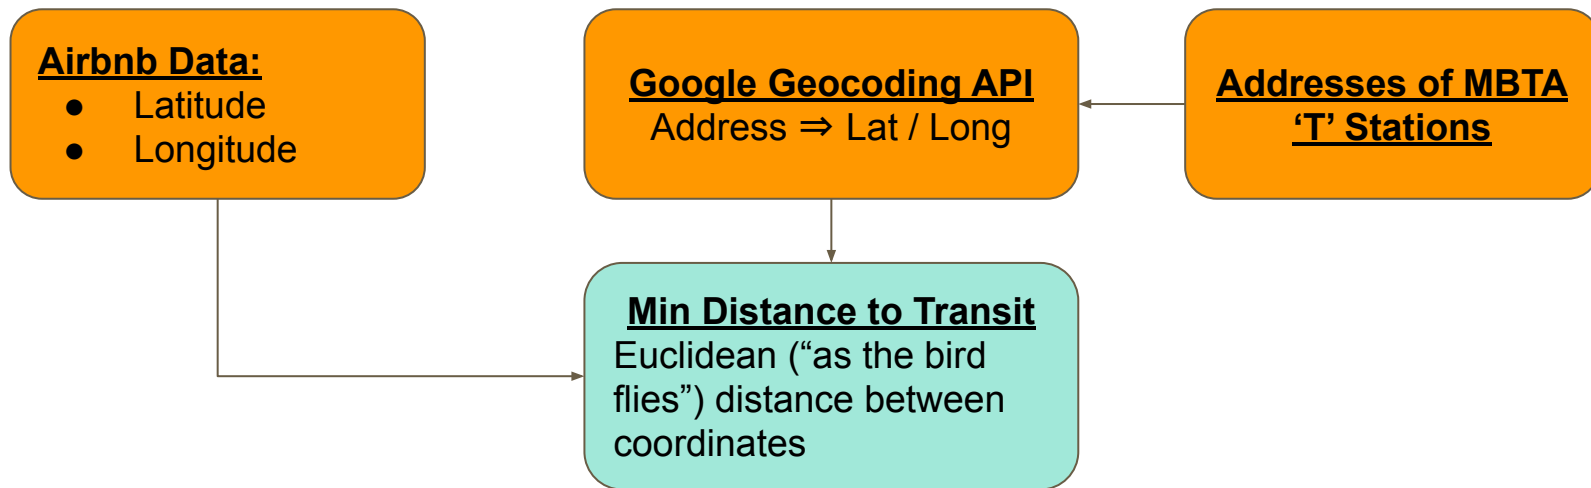 Airbnb Data:
● Latitude
● Longitude
Google Geocoding API
Address ⇒ Lat / Long
Addresses of MBTA
‘T’ Stations
Min Distance to Transit
Euclidean (“as the bird
flies”) distance between
coordinates